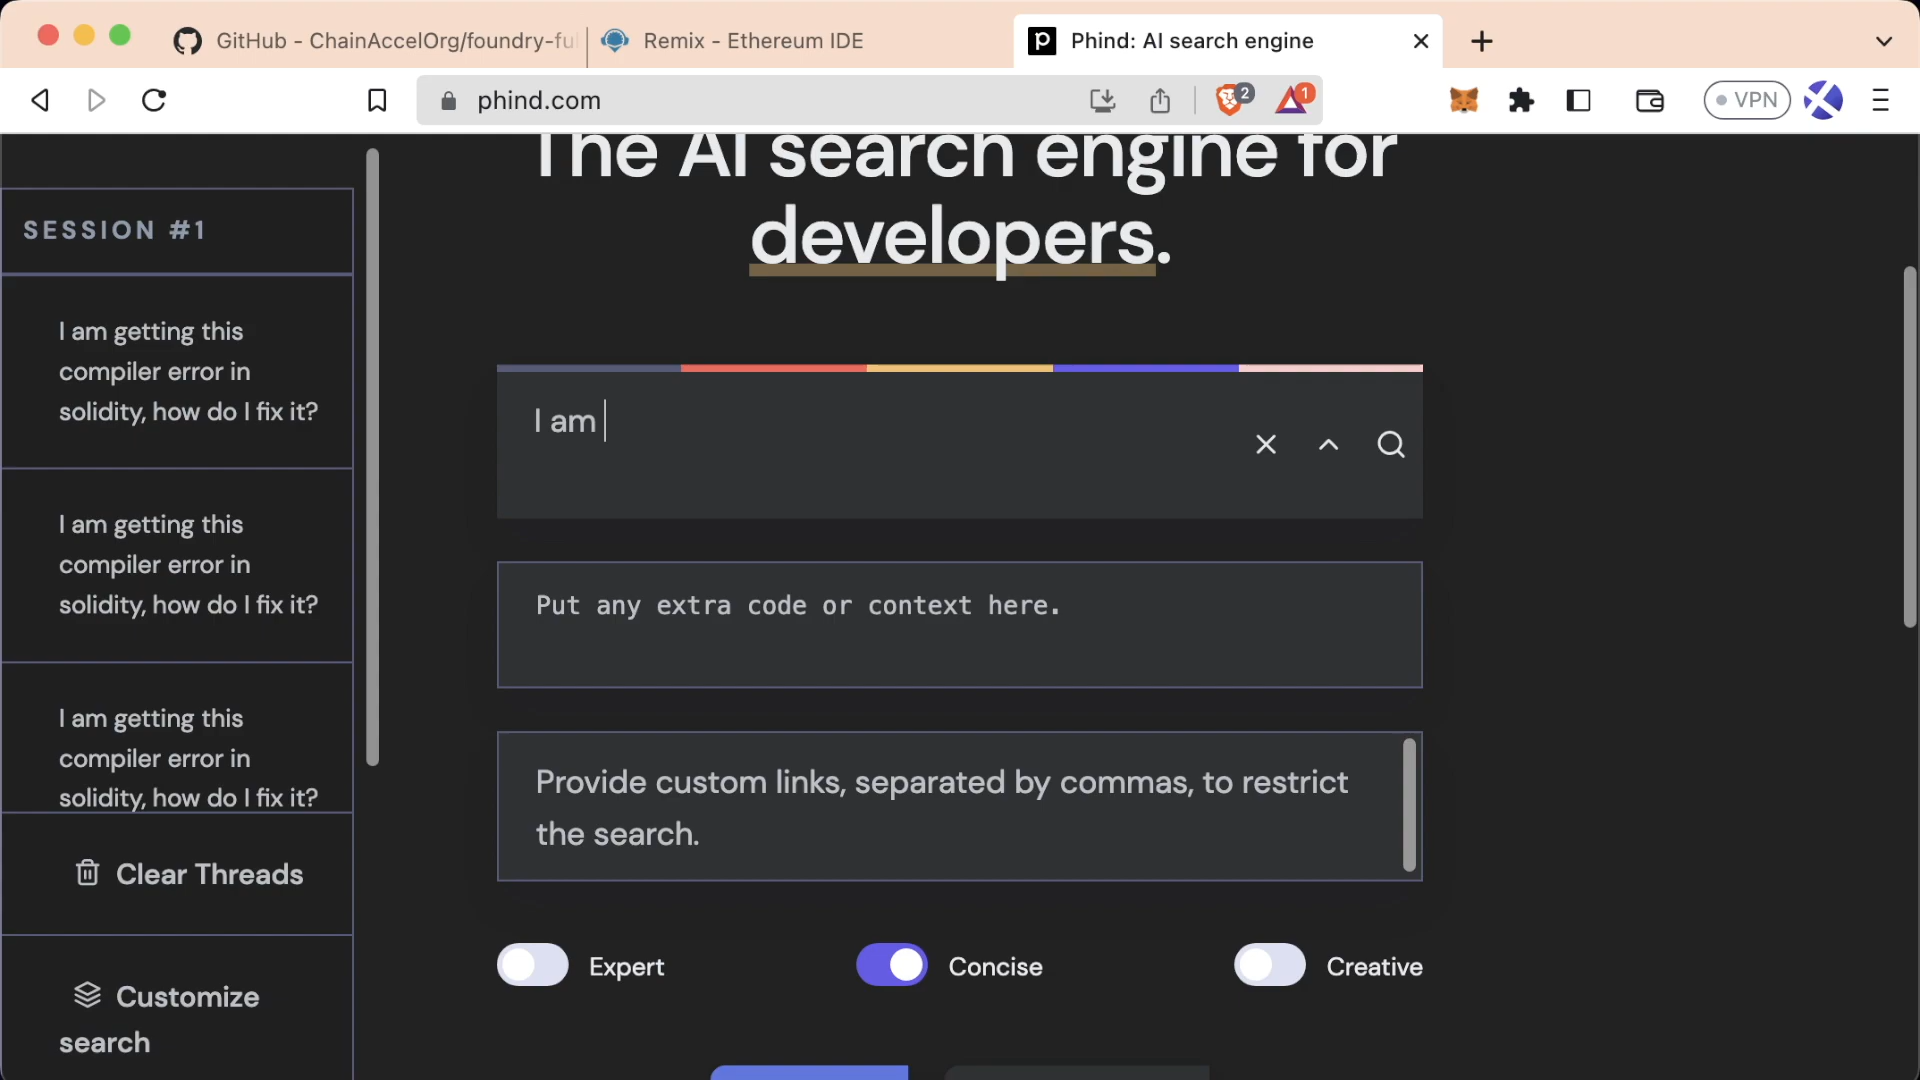 GitHub - ChainAccelOrg/foundry-ful
Remix - Ethereum IDE
Phind: AI search engine
phind.com
2
1
VPN
The AI search engine for
developers.
SESSION #1
I am getting this
compiler error in
solidity, how do I fix it?
I am getting this
compiler error in
solidity, how do I fix it?
I am getting this
compiler error in
solidity, how do I fix it?
Clear Threads
Customize
search
I am
Put any extra code or context here.
Provide custom links, separated by commas, to restrict
the search.
Expert
Concise
Creative